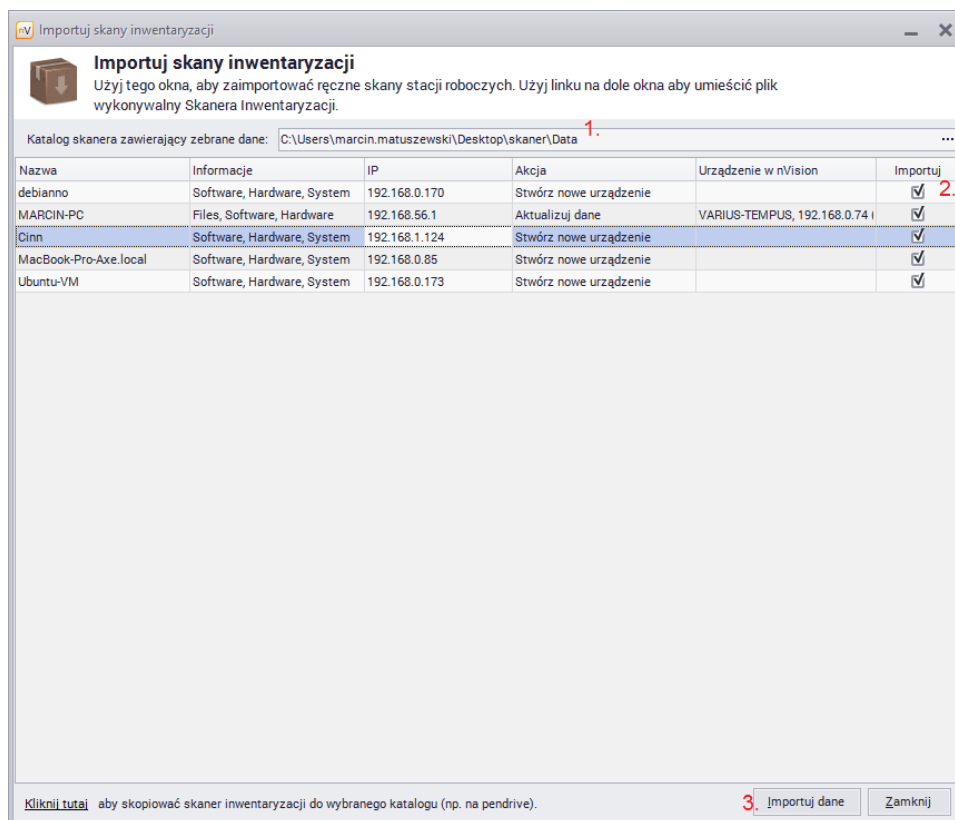 nV Importuj skany inwentaryzacji
Importuj skany inwentaryzacji
Użyj tego okna, aby zaimportować ręczne skany stacji roboczych. Użyj linku na dole okna aby umieścić plik
wykonywalny Skanera Inwentaryzacji.
Katalog skanera zawierający zebrane dane: C:\Users\marcin.matuszewski\Desktop\skaner\Data 1. ...
Nazwa Informacje IP Akcja Urządzenie w nVision Importuj
debianno Software, Hardware, System 192.168.0.170 Stwórz nowe urządzenie 2.
MARCIN-PC Files, Software, Hardware 192.168.56.1 Aktualizuj dane VARIUS-TEMPUS, 192.168.0.74 (
Cinn Software, Hardware, System 192.168.1.124 Stwórz nowe urządzenie
MacBook-Pro-Axe.local Software, Hardware, System 192.168.0.85 Stwórz nowe urządzenie
Ubuntu-VM Software, Hardware, System 192.168.0.173 Stwórz nowe urządzenie
Kliknij tutaj aby skopiować skaner inwentaryzacji do wybranego katalogu (np. na pendrive). 3. Importuj dane Zamknij